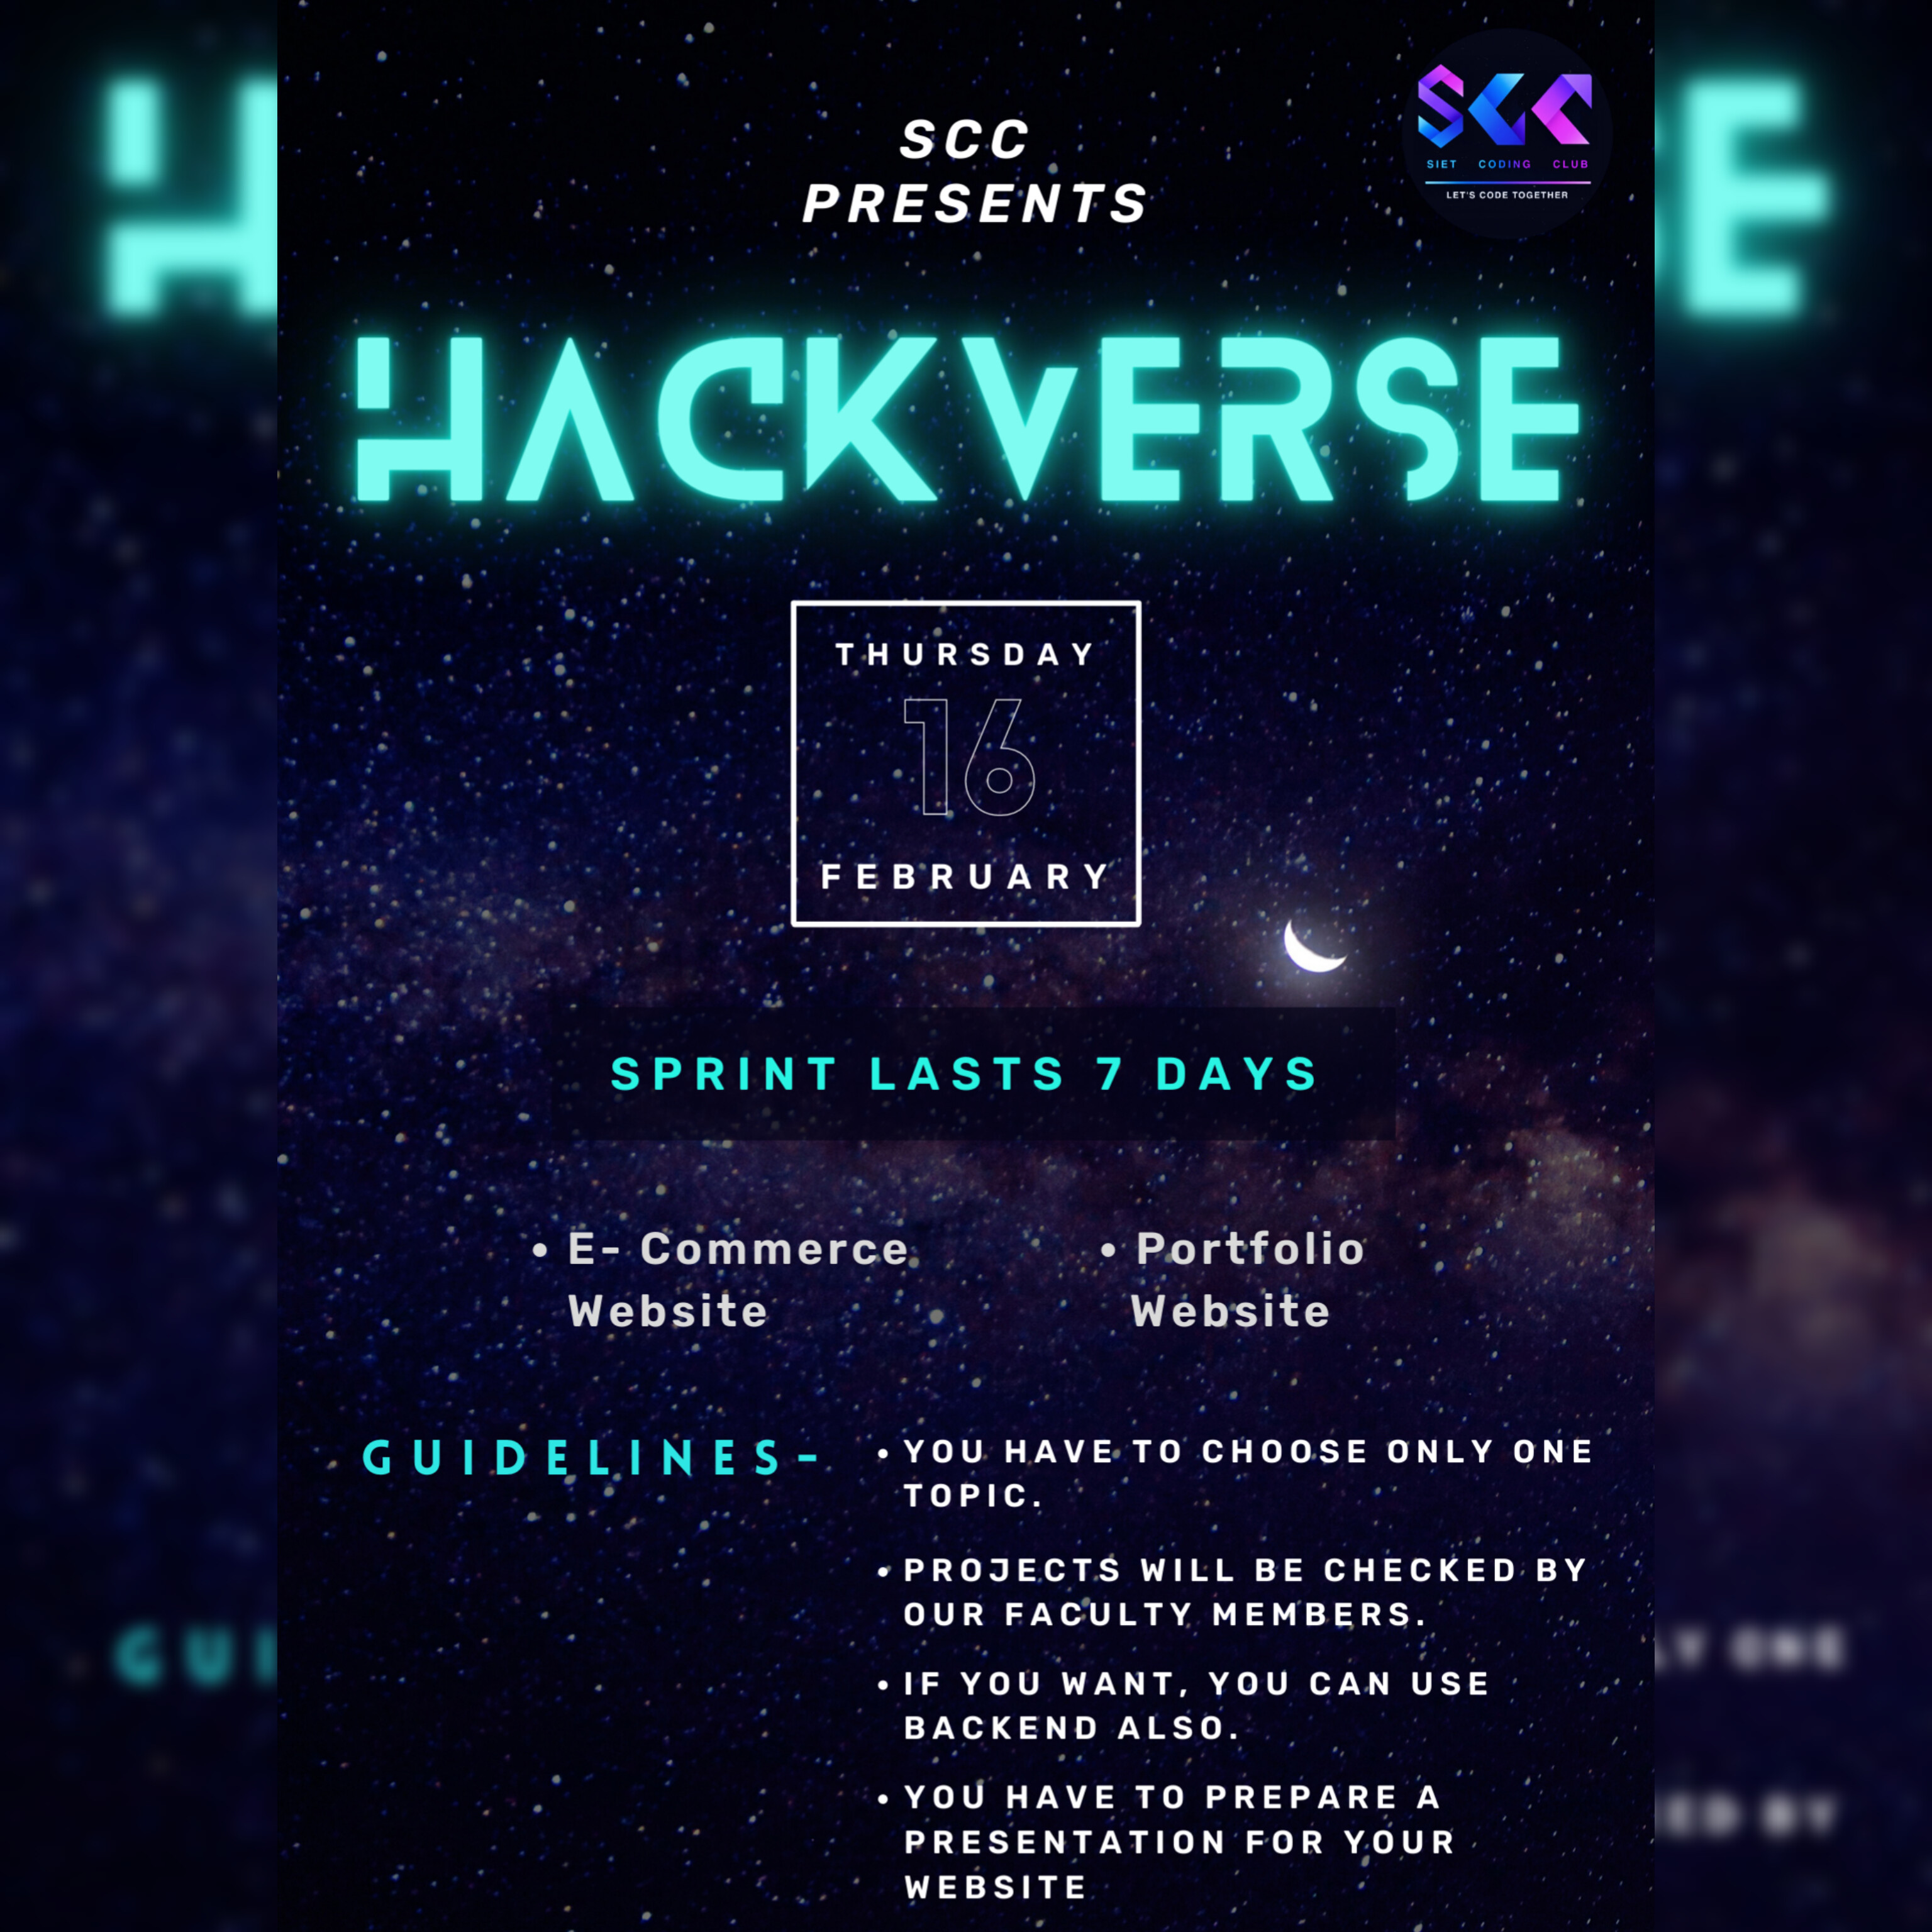 SCC
PRESENTS
SCC
SIET CODING CLUB
LET'S CODE TOGETHER
HACKVERSE
THURSDAY
16
FEBRUARY
SPRINT LASTS 7 DAYS
• E- Commerce
Website
• Portfolio
Website
GUIDELINES-
• YOU HAVE TO CHOOSE ONLY ONE
TOPIC.
• PROJECTS WILL BE CHECKED BY
OUR FACULTY MEMBERS.
• IF YOU WANT, YOU CAN USE
BACKEND ALSO.
• YOU HAVE TO PREPARE A
PRESENTATION FOR YOUR
WEBSITE